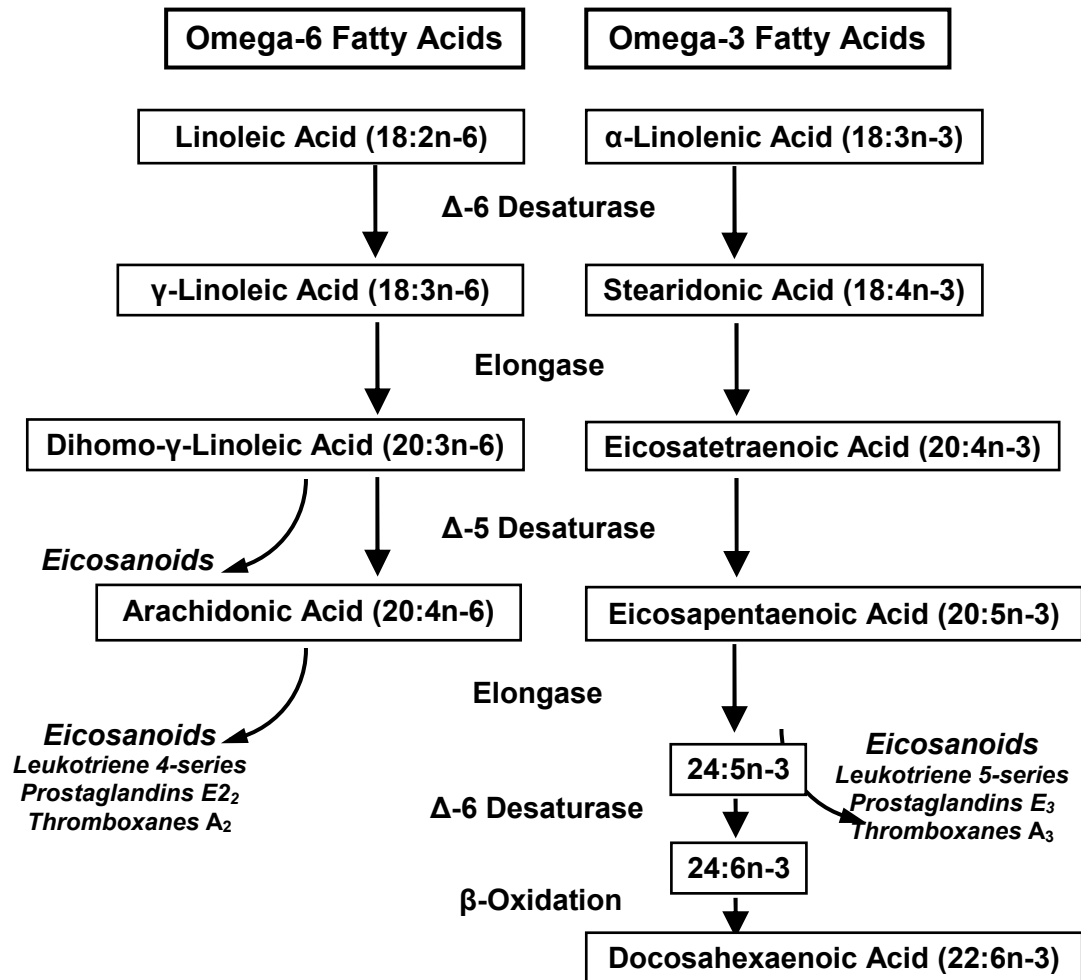 Omega-6 Fatty Acids
Omega-3 Fatty Acids
Linoleic Acid (18:2n-6)
α-Linolenic Acid (18:3n-3)
Δ-6 Desaturase
γ-Linoleic Acid (18:3n-6)
Stearidonic Acid (18:4n-3)
Elongase
Dihomo-γ-Linoleic Acid (20:3n-6)
Eicosatetraenoic Acid (20:4n-3)
Δ-5 Desaturase
Eicosanoids
Arachidonic Acid (20:4n-6)
Eicosapentaenoic Acid (20:5n-3)
Elongase
Eicosanoids
Leukotriene 4-series
Prostaglandins E2₂
Thromboxanes A₂
24:5n-3
Eicosanoids
Leukotriene 5-series
Prostaglandins E₃
Thromboxanes A₃
Δ-6 Desaturase
24:6n-3
β-Oxidation
Docosahexaenoic Acid (22:6n-3)